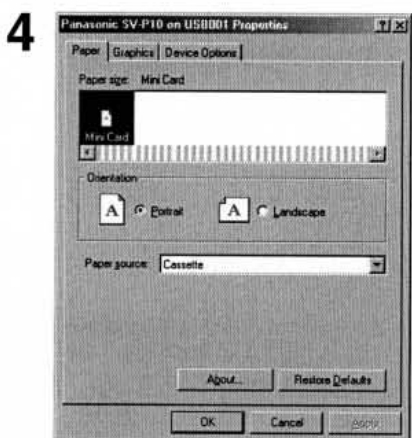 4
Panasonic SV-P10 on USB001 Properties
Paper Graphics Device Options
Paper size: Mini Card
Mini Card
Orientation
A Portrait A Landscape
Paper source: Cassette
About... Restore Defaults
OK Cancel Apply